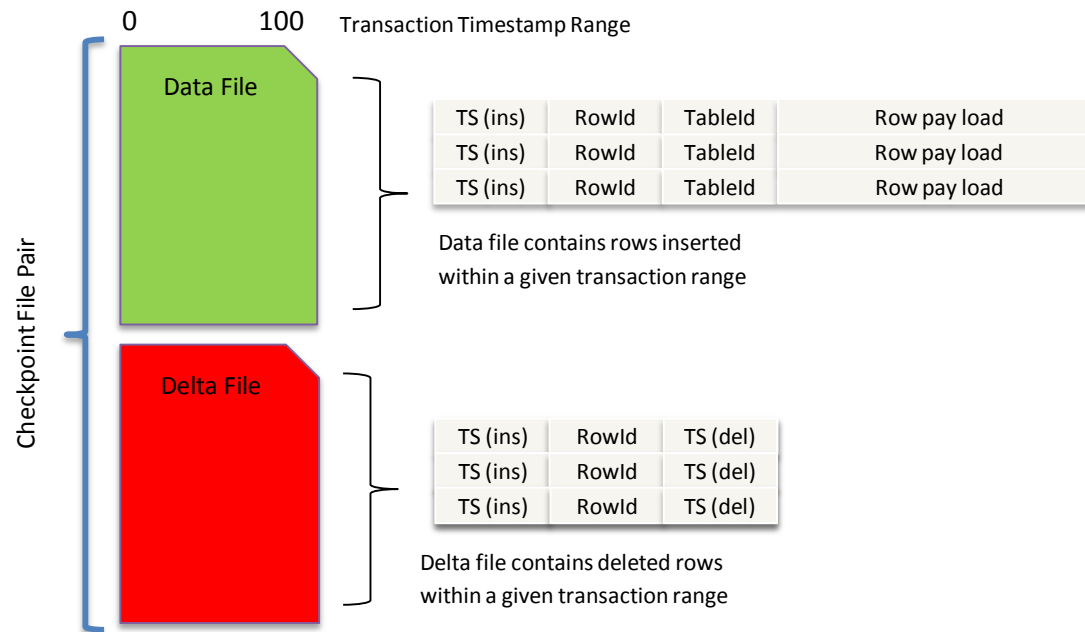 0 100 Transaction Timestamp Range
Checkpoint File Pair
Data File
TS (ins) RowId TableId Row pay load
TS (ins) RowId TableId Row pay load
TS (ins) RowId TableId Row pay load
Data file contains rows inserted
within a given transaction range
Delta File
TS (ins) RowId TS (del)
TS (ins) RowId TS (del)
TS (ins) RowId TS (del)
Delta file contains deleted rows
within a given transaction range